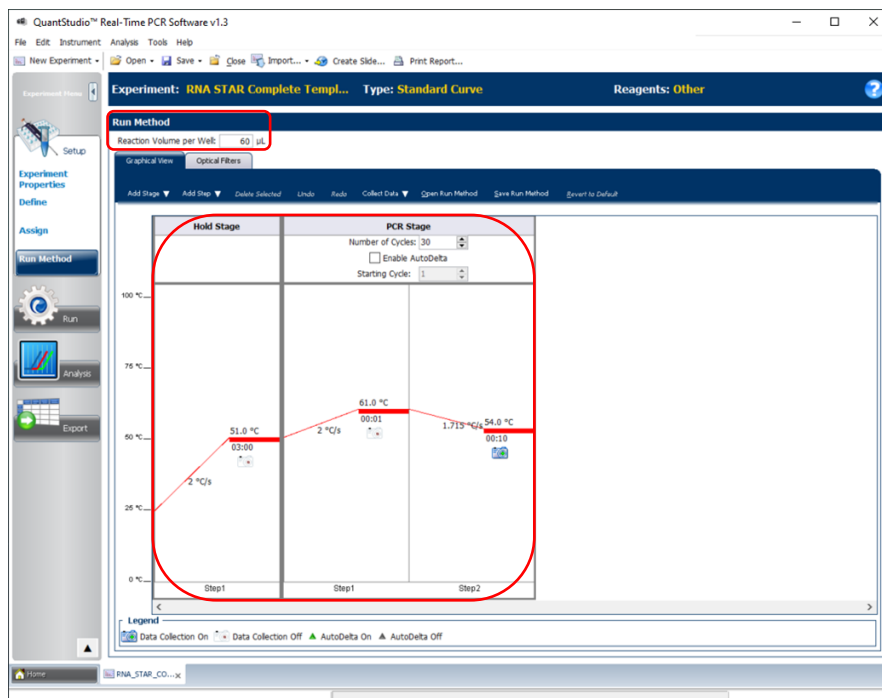 QuantStudio™ Real-Time PCR Software v1.3
File Edit Instrument Analysis Tools Help
New Experiment Open Save Close Import... Create Slide... Print Report...
Experiment Menu
Experiment: RNA STAR Complete Templ... Type: Standard Curve Reagents: Other
Setup
Experiment Properties
Define
Assign
Run Method
Run
Analysis
Export
Run Method
Reaction Volume per Well: 60 µL
Graphical View Optical Filters
Add Stage Add Step Delete Selected Undo Redo Collect Data Open Run Method Save Run Method Revert to Default
Hold Stage PCR Stage
Number of Cycles: 30
Enable AutoDelta
Starting Cycle: 1
100 °C
75 °C
61.0 °C
00:01
2 °C/s
1.715 °C/s
54.0 °C
00:10
51.0 °C
03:00
50 °C
2 °C/s
25 °C
0 °C
Step1 Step1 Step2
Legend
Data Collection On Data Collection Off AutoDelta On AutoDelta Off
Home RNA_STAR_CO...x